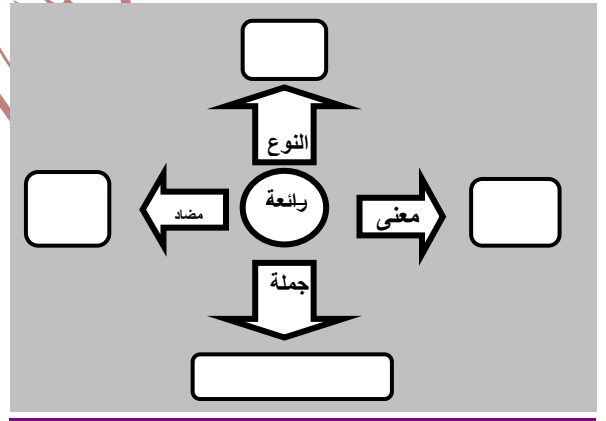 النوع
رائعة
معنى
مضاد
جملة